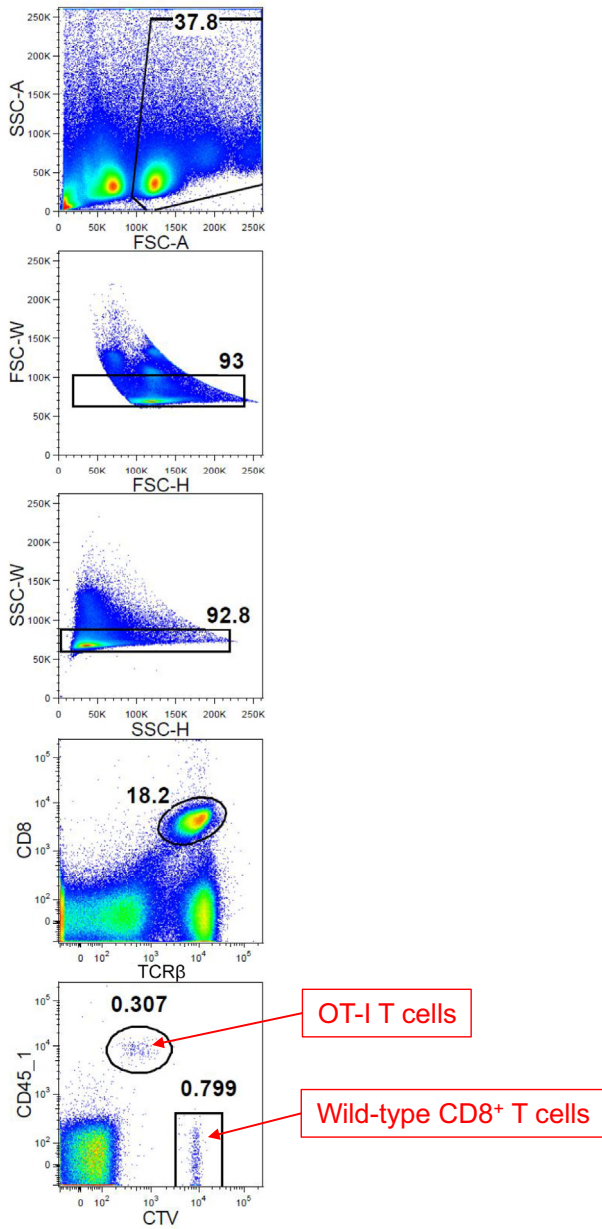 37.8
250K
200K
150K
100K
50K
0
SSC-A
0 50K 100K 150K 200K 250K
FSC-A
93
250K
200K
150K
100K
50K
0
FSC-W
0 50K 100K 150K 200K 250K
FSC-H
92.8
250K
200K
150K
100K
50K
0
SSC-W
0 50K 100K 150K 200K 250K
SSC-H
18.2
10⁵
10⁴
10³
10²
0
CD8
0 10² 10³ 10⁴ 10⁵
TCRβ
0.307
0.799
10⁵
10⁴
10³
10²
0
CD45_1
0 10² 10³ 10⁴ 10⁵
CTV
OT-I T cells
Wild-type CD8⁺ T cells